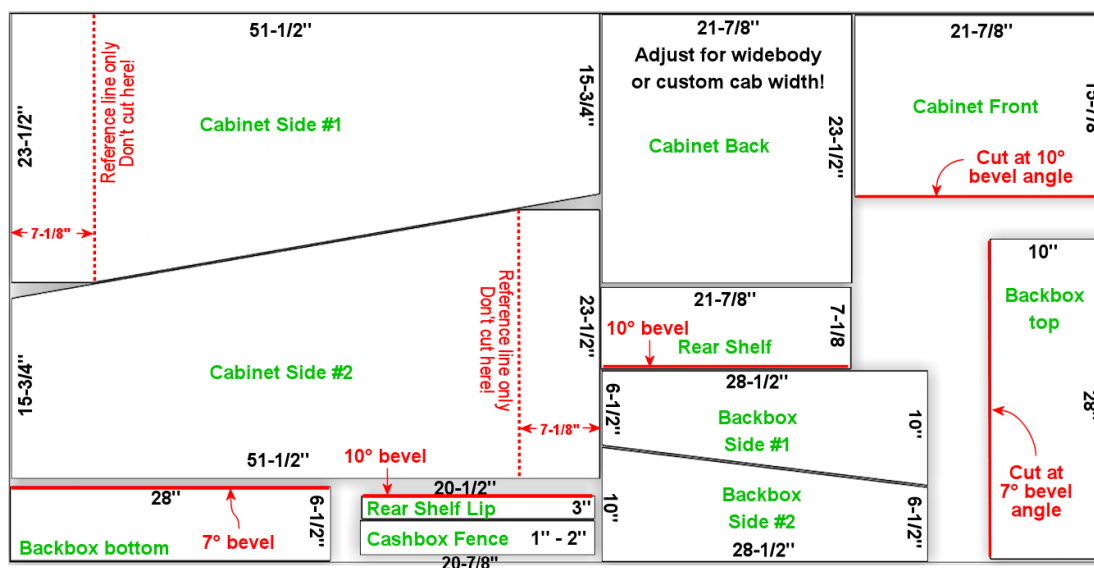 51-1/2"
23-1/2"
Reference line only
Don't cut here!
15-3/4"
Cabinet Side #1
7-1/8"
21-7/8"
Adjust for widebody
or custom cab width!
23-1/2"
Cabinet Back
21-7/8"
Cabinet Front
15-7/8
Cut at 10°
bevel angle
Reference line only
Don't cut here!
23-1/2"
15-3/4"
Cabinet Side #2
7-1/8"
51-1/2"
21-7/8"
10° bevel
Rear Shelf
7-1/8
10"
Backbox
top
28"
Cut at
7° bevel
angle
28-1/2"
6-1/2"
Backbox
Side #1
10"
Backbox
Side #2
10"
6-1/2"
28-1/2"
28"
7° bevel
6-1/2"
Backbox bottom
10° bevel
20-1/2"
Rear Shelf Lip
3"
Cashbox Fence
1" - 2"
20-7/8"